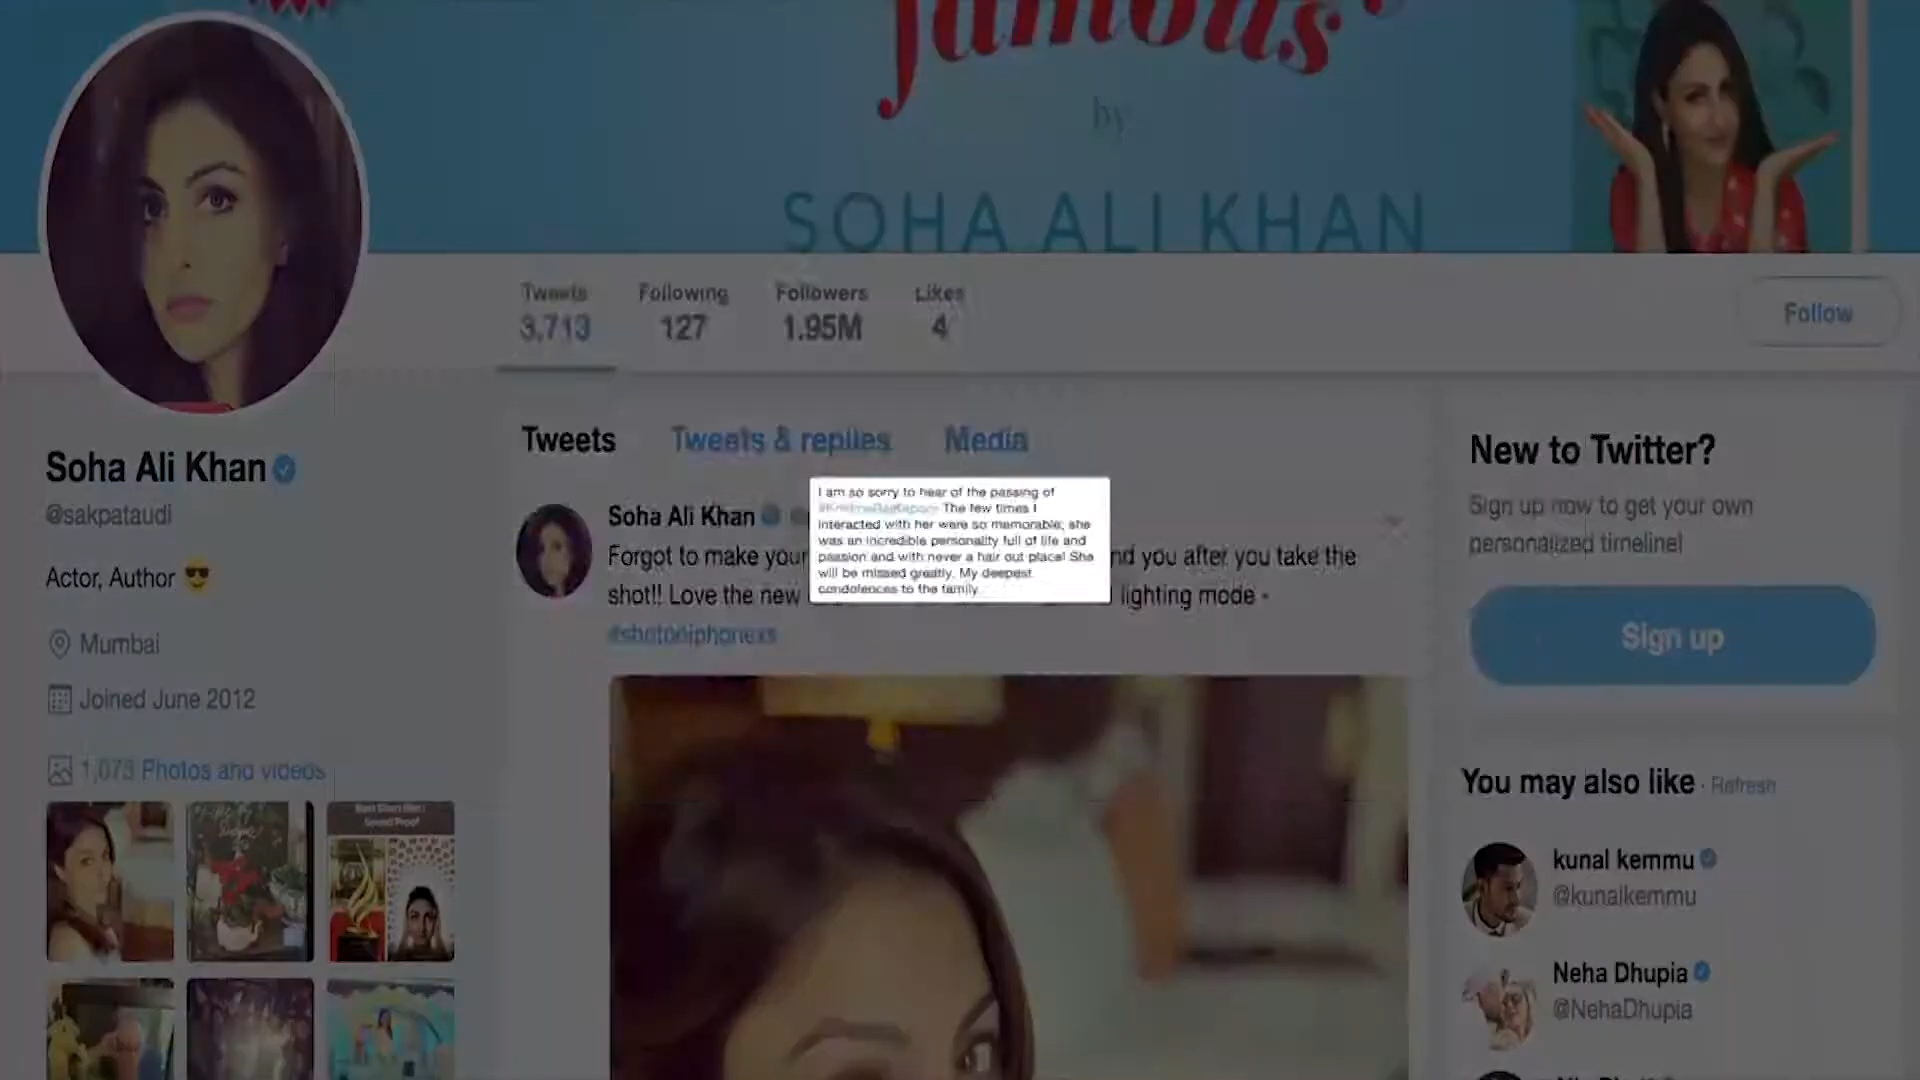 famous
by
SOHA ALI KHAN
Tweets Following Followers Likes
3,713 127 1.95M 4
Follow
Soha Ali Khan
@sakpataudi
Actor, Author 😎
Mumbai
Joined June 2012
1,073 Photos and videos
Sound Proof
Tweets Tweets & replies Media
Soha Ali Khan
Forgot to make your nd you after you take the
shot!! Love the new lighting mode -
@shotoniphonexs
I am so sorry to hear of the passing of
#KrishnaRajKapoor The few times I
interacted with her were so memorable; she
was an incredible personality full of life and
passion and with never a hair out place! She
will be missed greatly. My deepest
condolences to the family
New to Twitter?
Sign up now to get your own
personalized timeline!
Sign up
You may also like · Refresh
kunal kemmu
@kunalkemmu
Neha Dhupia
@NehaDhupia